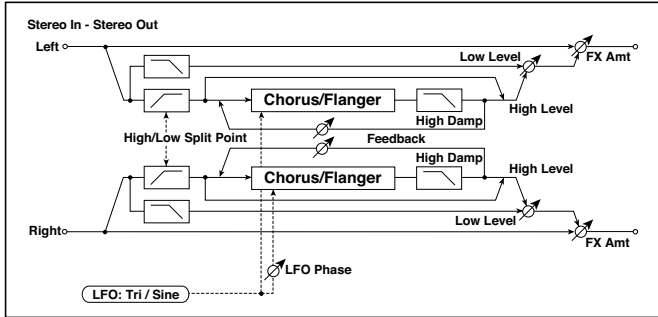 Stereo In - Stereo Out
Left
Low Level
FX Amt
Chorus/Flanger
High Level
High Damp
High/Low Split Point
Feedback
High Damp
High Level
Chorus/Flanger
Low Level
Right
FX Amt
LFO Phase
LFO: Tri / Sine